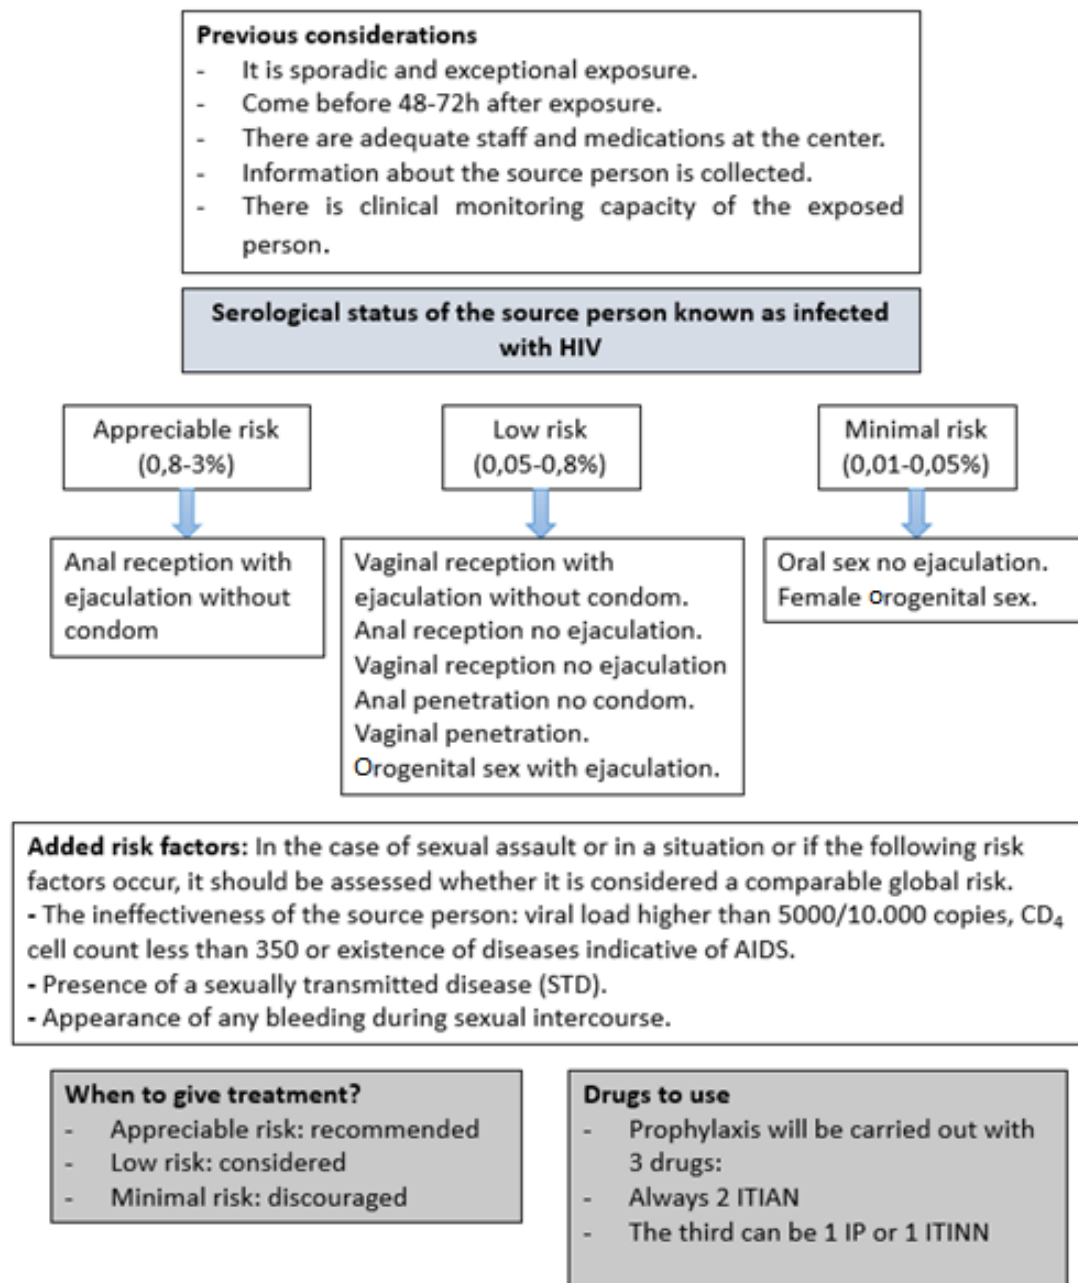 Previous considerations
- It is sporadic and exceptional exposure.
- Come before 48-72h after exposure.
- There are adequate staff and medications at the center.
- Information about the source person is collected.
- There is clinical monitoring capacity of the exposed
person.
Serological status of the source person known as infected
with HIV
Appreciable risk
(0,8-3%)
Low risk
(0,05-0,8%)
Minimal risk
(0,01-0,05%)
Anal reception with
ejaculation without
condom
Vaginal reception with
ejaculation without condom.
Anal reception no ejaculation.
Vaginal reception no ejaculation
Anal penetration no condom.
Vaginal penetration.
Orogenital sex with ejaculation.
Oral sex no ejaculation.
Female orogenital sex.
Added risk factors: In the case of sexual assault or in a situation or if the following risk
factors occur, it should be assessed whether it is considered a comparable global risk.
- The ineffectiveness of the source person: viral load higher than 5000/10.000 copies, CD₄
cell count less than 350 or existence of diseases indicative of AIDS.
- Presence of a sexually transmitted disease (STD).
- Appearance of any bleeding during sexual intercourse.
When to give treatment?
- Appreciable risk: recommended
- Low risk: considered
- Minimal risk: discouraged
Drugs to use
- Prophylaxis will be carried out with
3 drugs:
- Always 2 ITIAN
- The third can be 1 IP or 1 ITINN